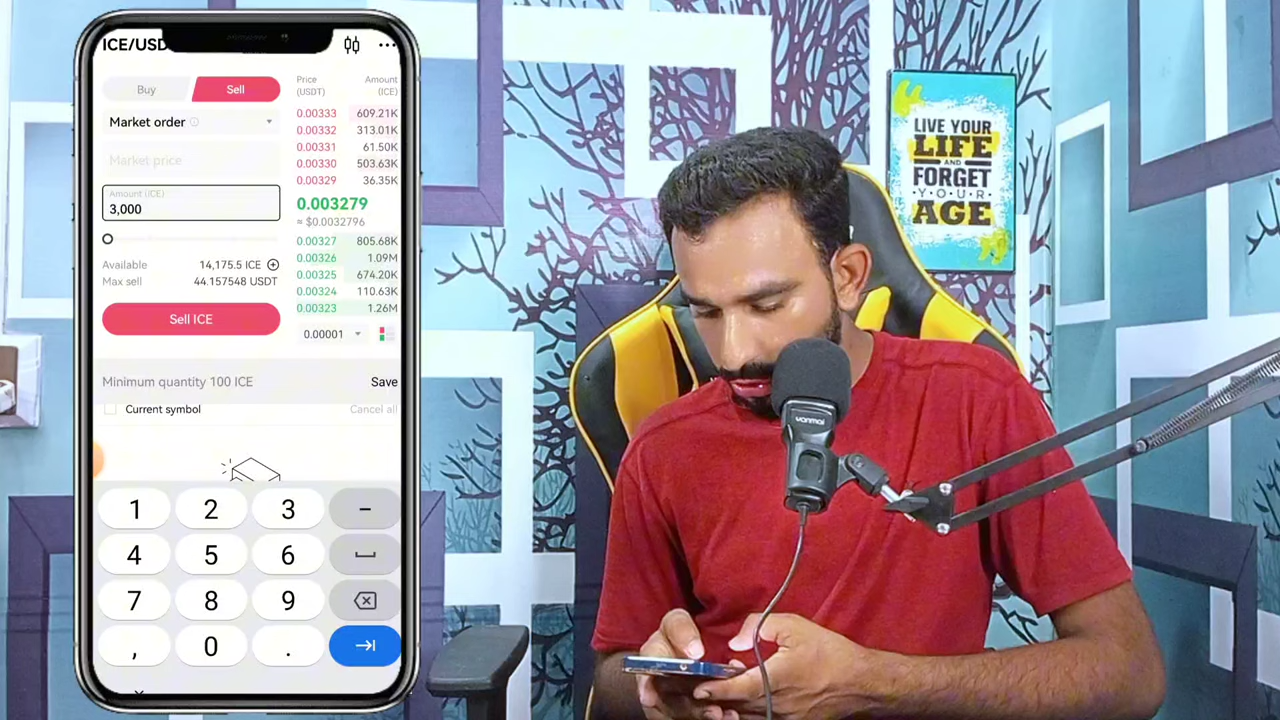 ICE/USD
Buy
Sell
Market order
Market price
Amount (ICE)
3,000
Available
14,175.5 ICE
Max sell
44.157548 USDT
Sell ICE
Price
(USDT)
Amount
(ICE)
0.00333 609.21K
0.00332 313.01K
0.00331 61.50K
0.00330 503.63K
0.00329 36.35K
0.003279
≈ $0.0032796
0.00327 805.68K
0.00326 1.09M
0.00325 674.20K
0.00324 110.63K
0.00323 1.26M
0.00001
Minimum quantity 100 ICE
Save
Current symbol
Cancel all
1 2 3 -
4 5 6
7 8 9
, 0 .
LIVE YOUR
LIFE
AND
FORGET
YOUR
AGE
vanmai